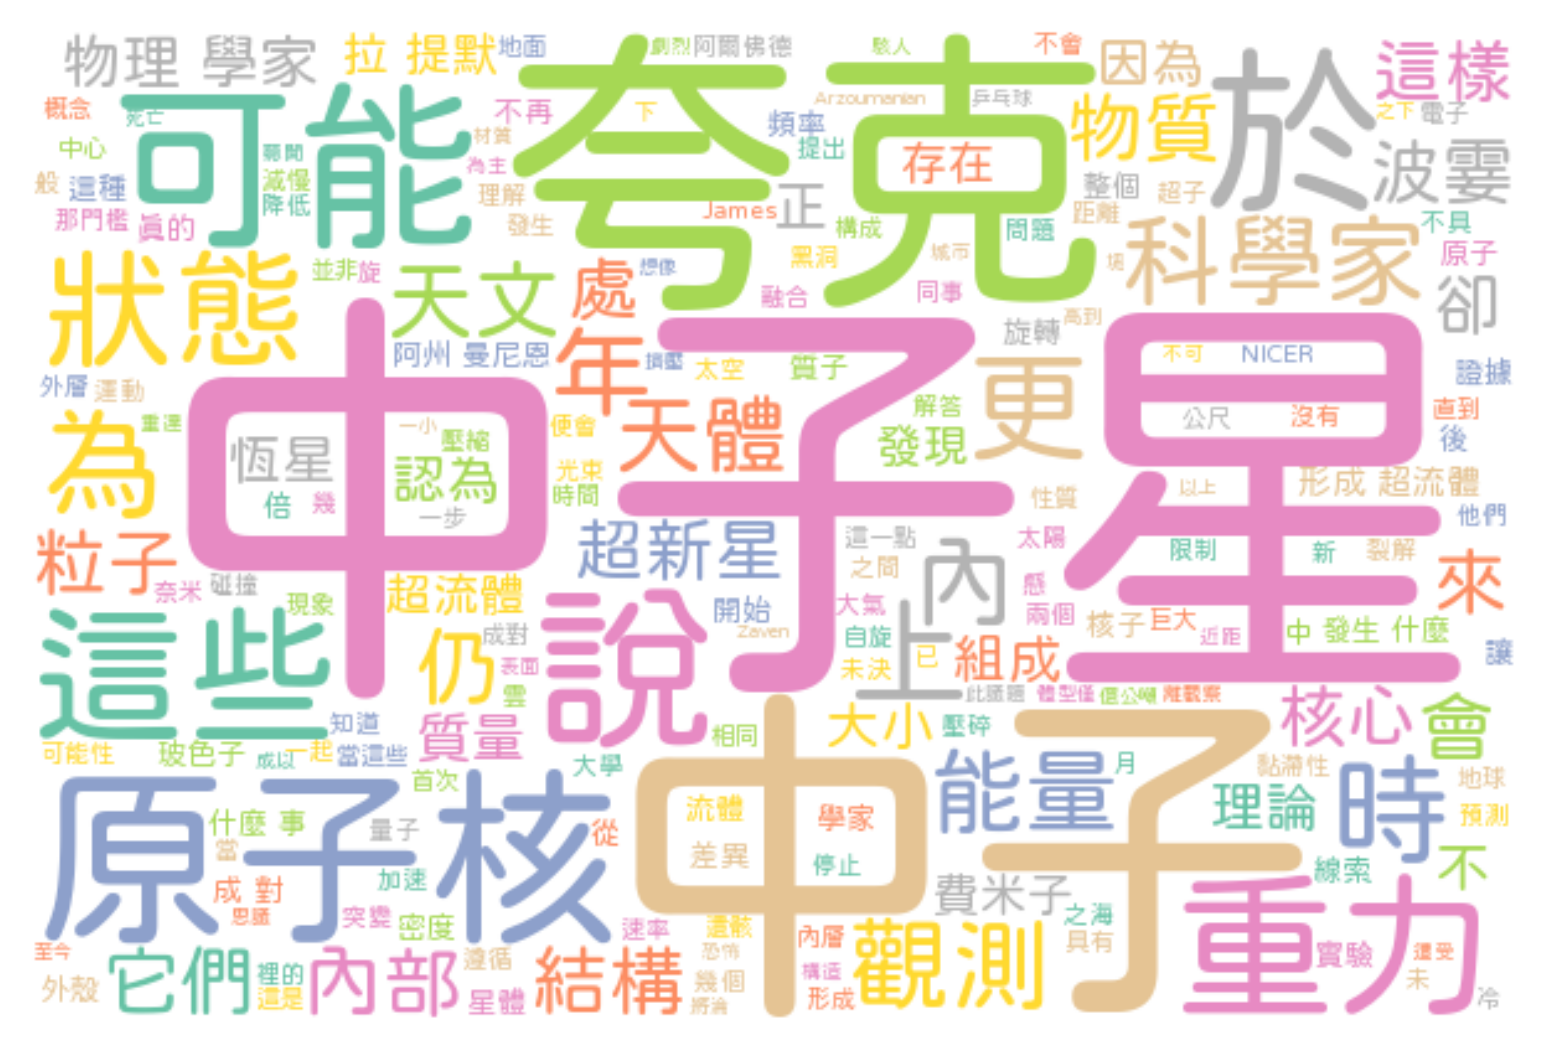 物理 學家
拉 提默
地面
劇烈
阿爾佛德
駭人
不會
因為
於
這樣
概念
死亡
可能
不再
夸克
下
Arzoumanian
乒乓球
物質
之下
電子
中心
材質
頻率
提出
存在
波霎
般
這種
減慢
降低
為主
理解
James
正
整個
超子
那門檻
真的
發生
構成
距離
問題
科學家
不具
原子
狀態
並非
旋
天文
處
想像
黑洞
城市
融合
同事
卻
阿州 曼尼恩
年
擠壓
太空
質子
旋轉
高到
中子星
不可
NICER
證據
外層
運動
為
重達
恆星
一小
壓縮
認為
倍
幾
一步
便會
光束
時間
天體
解答
發現
更
公尺
沒有
直到
後
性質
以上
形成 超流體
粒子
奈米
碰撞
現象
超流體
超新星
這一點
之間
內
太陽
限制
新
裂解
他們
來
這些
仍
成對
表面
雲
說
開始
Zaven
大氣
自旋
未決
已
上
組成
兩個
核子
巨大
近距
中
發生 什麼
讓
知道
質量
相同
大小
壓碎
體型僅
離觀察
核心
會
可能性
玻色子
成以
一起
當這些
首次
大學
中子
能量
月
黏滯性
時
地球
原子核
什麼 事
當
量子
從
流體
學家
差異
停止
理論
預測
成 對
加速
線索
不
突變
密度
速率
遺骸
費米子
之海
具有
重力
至今
外殼
它們
裡的
這是
內部
遵循
星體
結構
恐怖
幾個
內層
構造
形成
觀測
實驗
遭受
未
冷